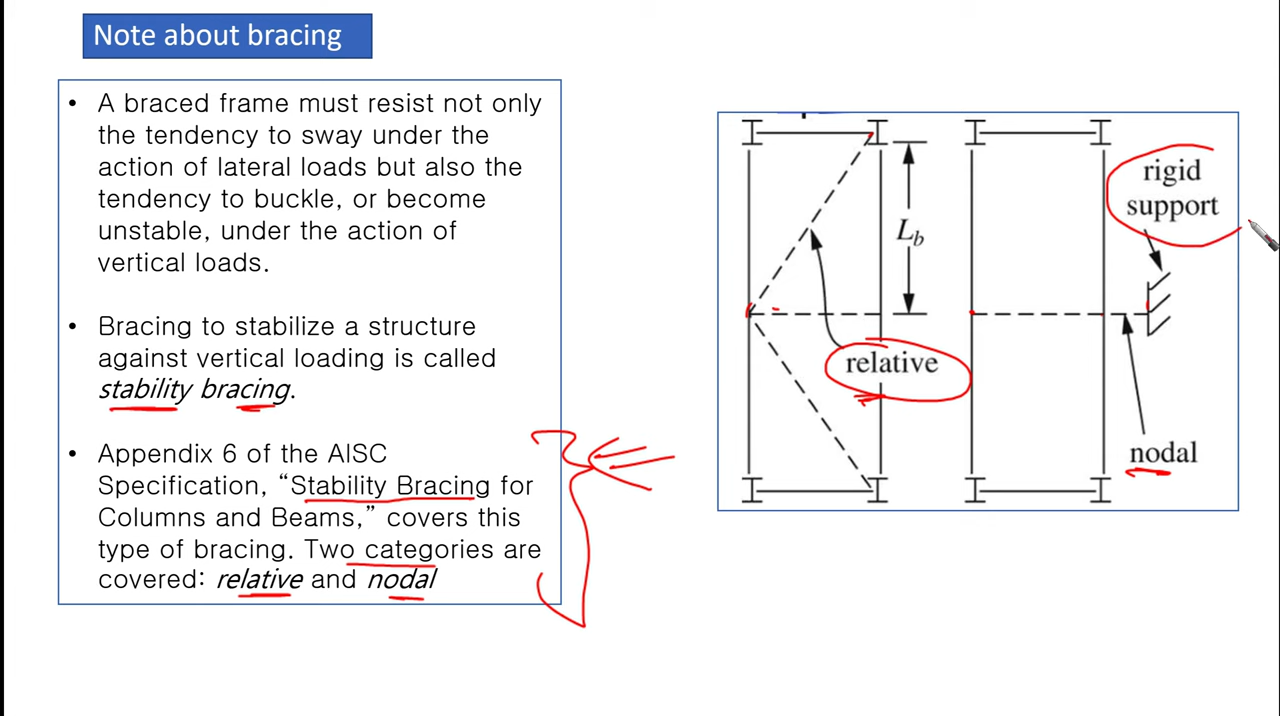 Note about bracing
• A braced frame must resist not only
the tendency to sway under the
action of lateral loads but also the
tendency to buckle, or become
unstable, under the action of
vertical loads.
• Bracing to stabilize a structure
against vertical loading is called
stability bracing.
• Appendix 6 of the AISC
Specification, “Stability Bracing for
Columns and Beams,” covers this
type of bracing. Two categories are
covered: relative and nodal
rigid
support
Lb
relative
nodal